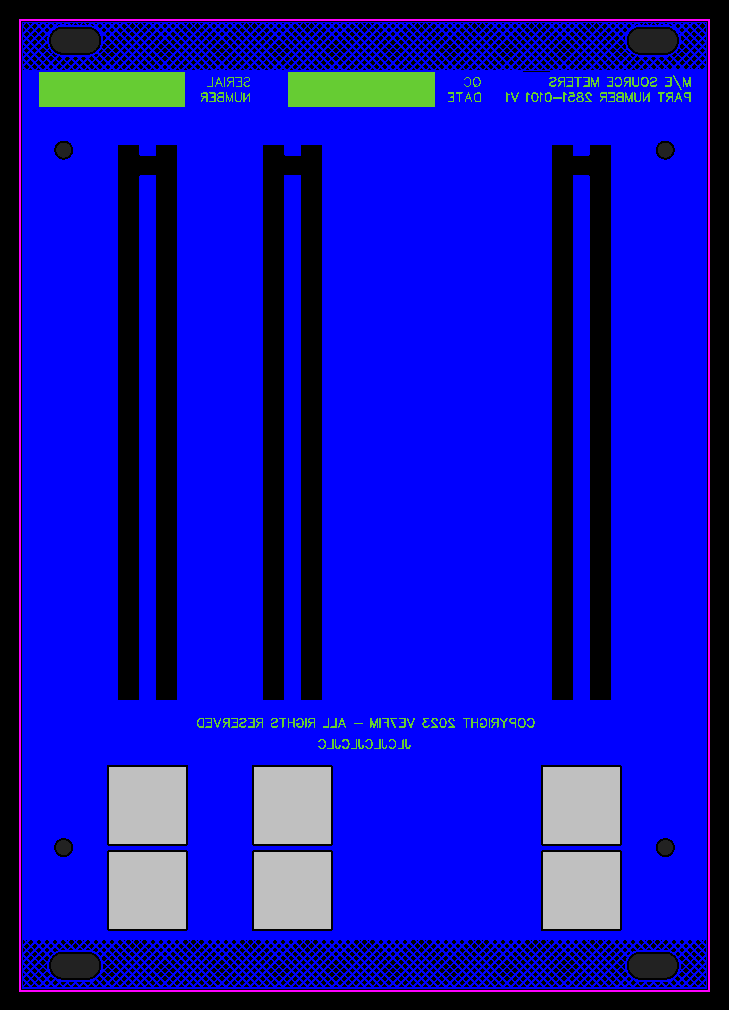 M/E SOURCE METERS
PART NUMBER 2851-0101 V1
QC
DATE
SERIAL
NUMBER
COPYRIGHT 2023 VE7FIM - ALL RIGHTS RESERVED
JLCJLCJLCJLC